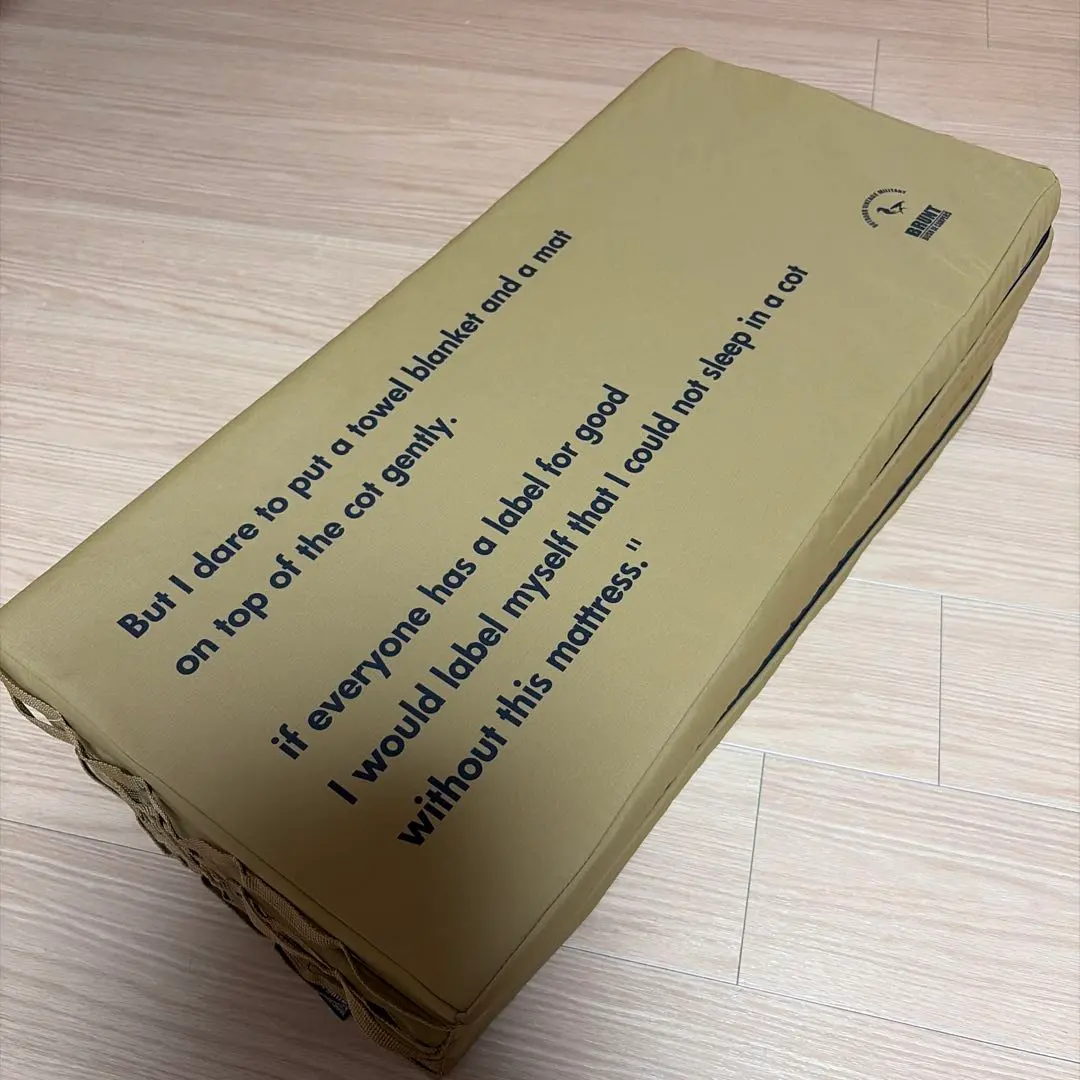 But I dare to put a towel blanket and a mat
on top of the cot gently.
if everyone has a label for good
I would label myself that I could not sleep in a cot
without this mattress."
BRUNT